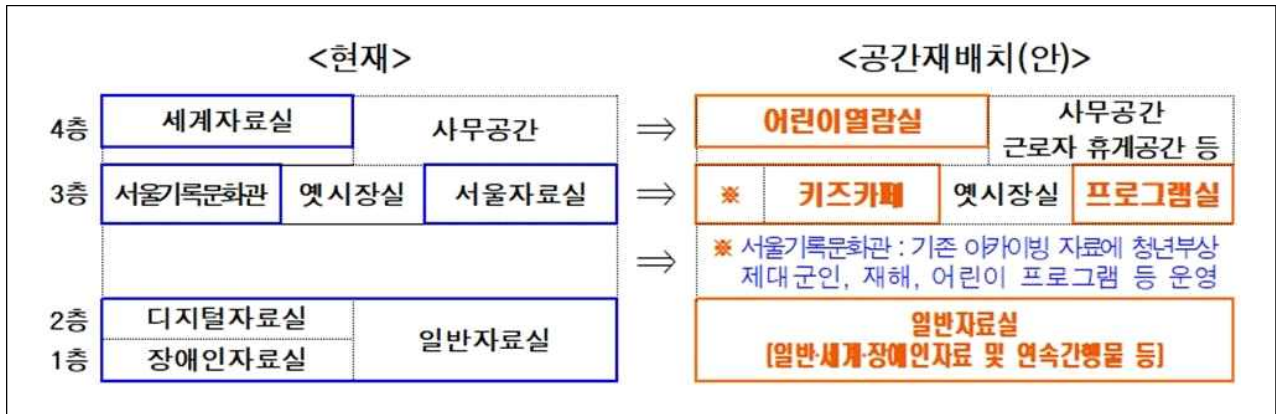 <현재>
<공간재배치(안)>
4층
세계자료실
사무공간
⇒
어린이열람실
사무공간
근로자 휴게공간 등
3층
서울기록문화관
옛시장실
서울자료실
⇒
※
키즈카페
옛시장실
프로그램실
⇒
※ 서울기록문화관 : 기존 아카이빙 자료에 청년부상
제대군인, 재해, 어린이 프로그램 등 운영
2층
디지털자료실
1층
장애인자료실
일반자료실
일반자료실
[일반·세계·장애인자료 및 연속간행물 등]